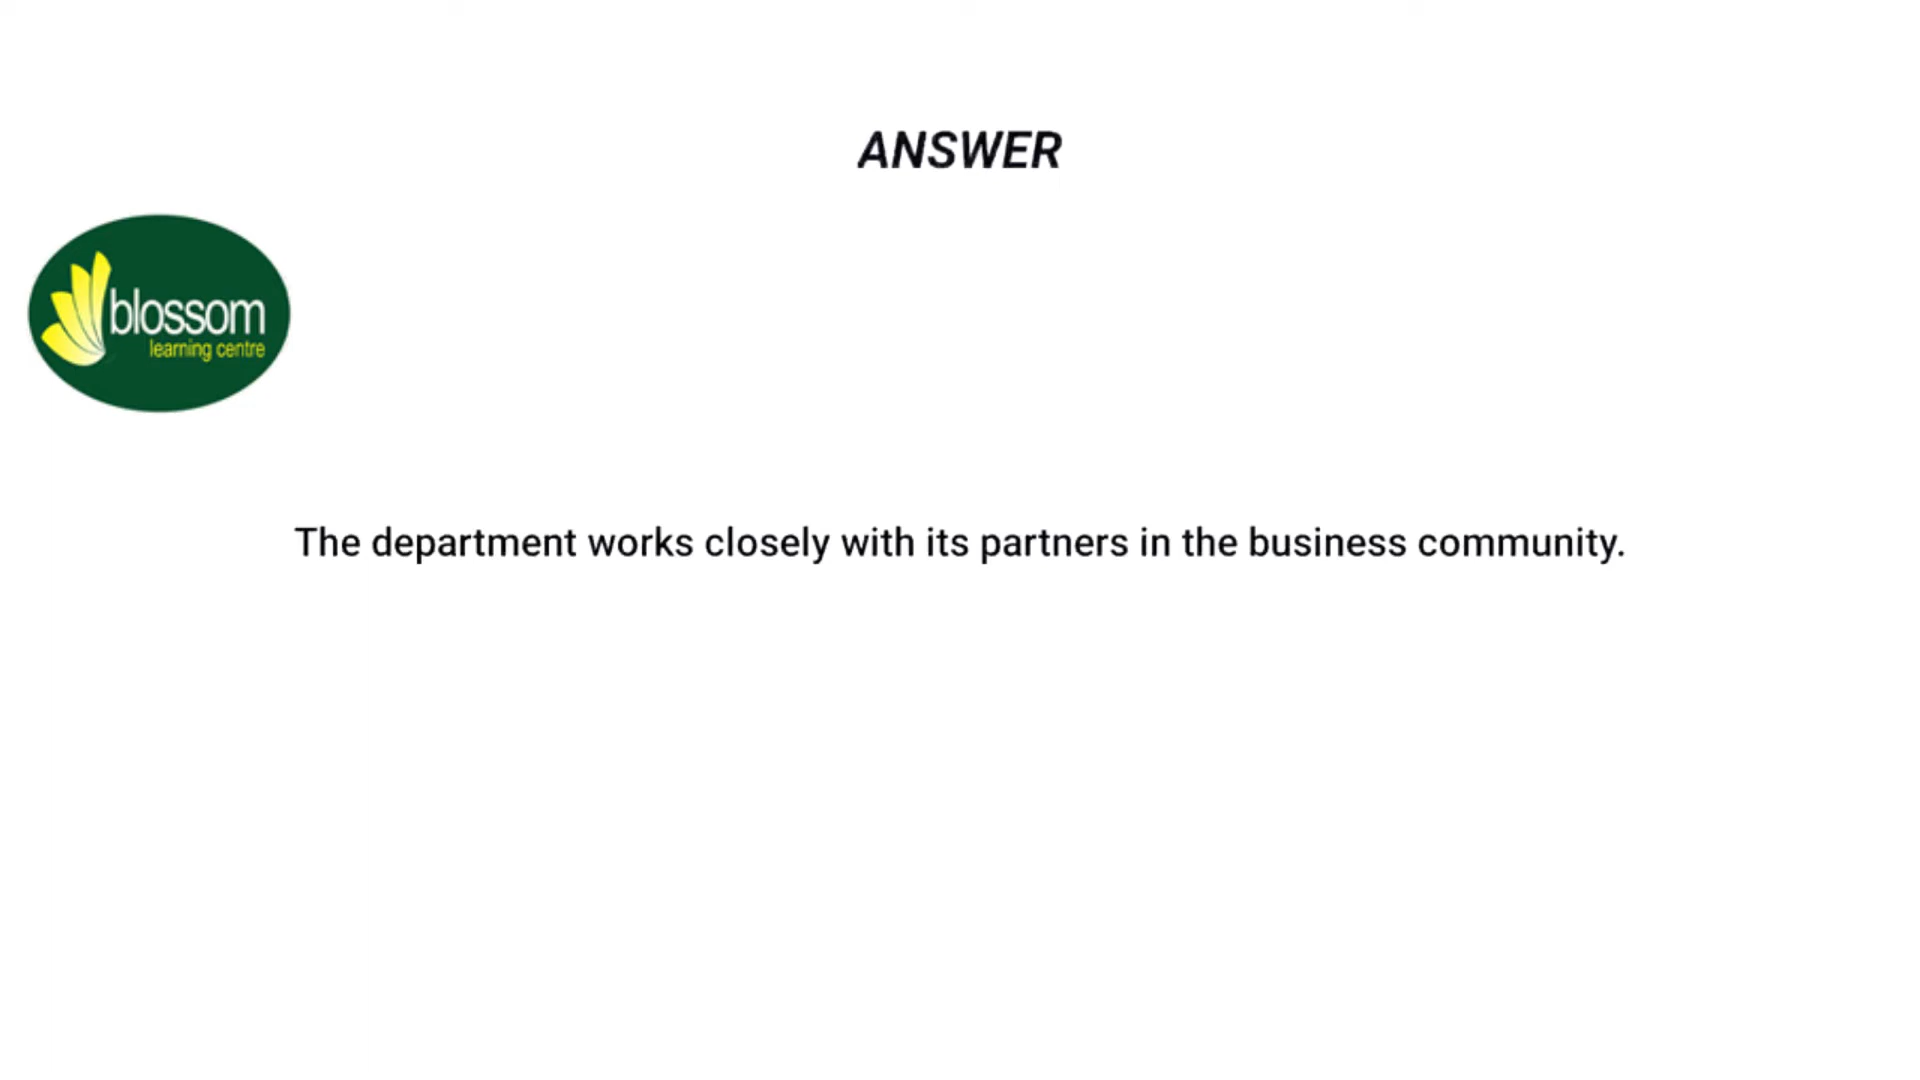 ANSWER
blossom
learning centre
The department works closely with its partners in the business community.